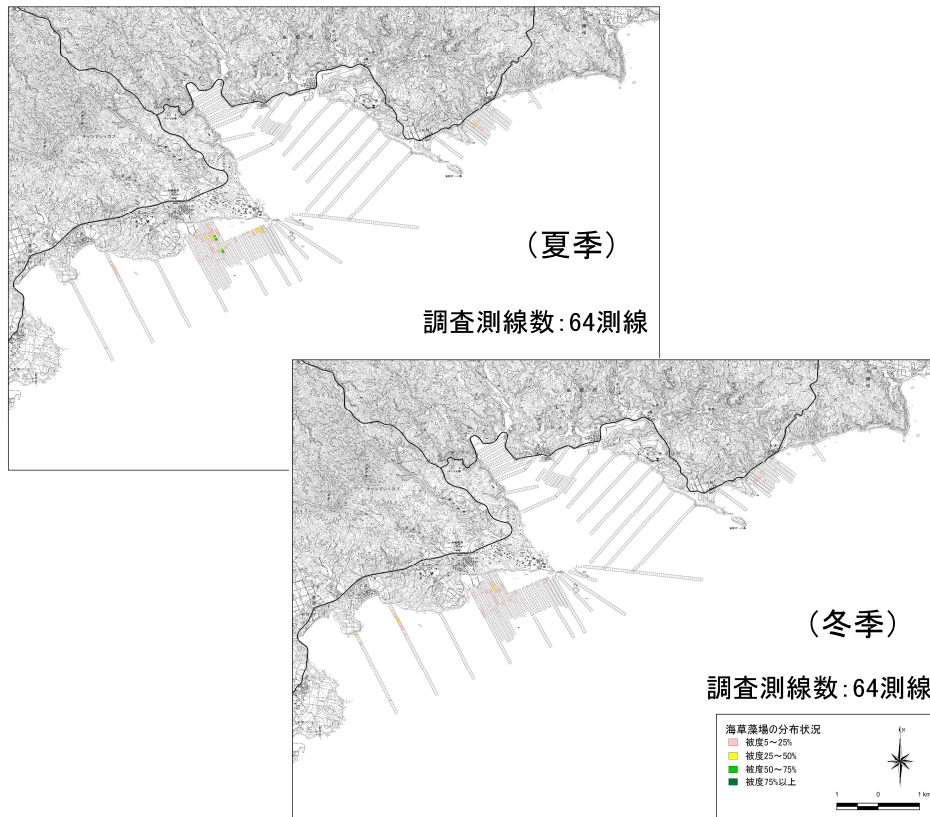 (夏季)
調査測線数:64測線
(冬季)
調査測線数:64測線
海草藻場の分布状況
被度5~25%
被度25~50%
被度50~75%
被度75%以上
N
1 0 1 km